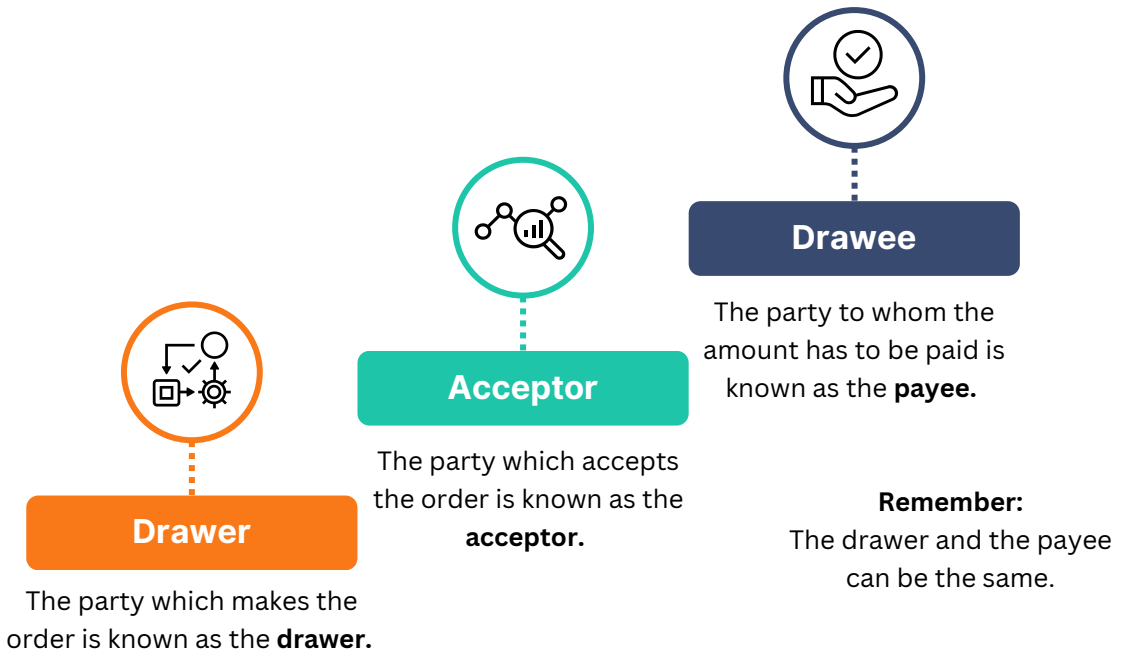 Drawer
The party which makes the
order is known as the drawer.
Acceptor
The party which accepts
the order is known as the
acceptor.
Drawee
The party to whom the
amount has to be paid is
known as the payee.
Remember:
The drawer and the payee
can be the same.